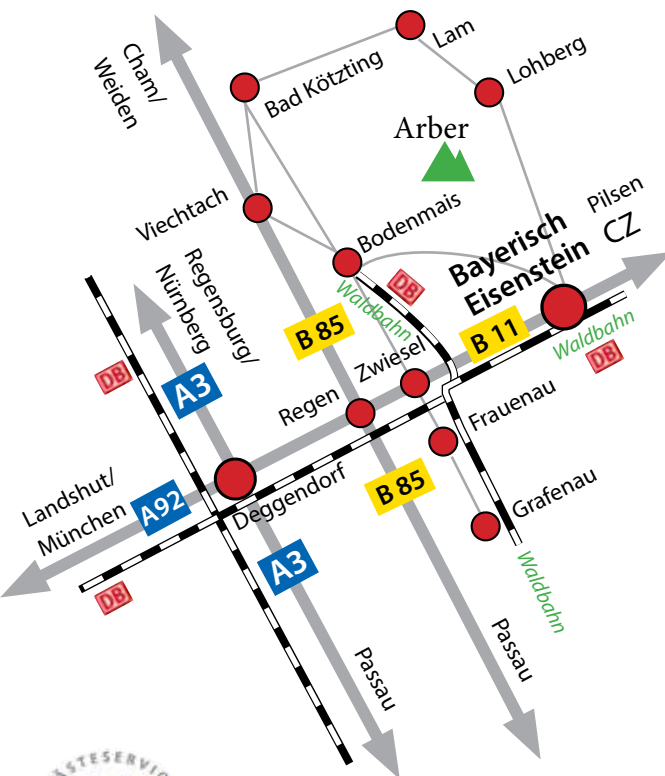 Cham/
Weiden
Lam
Bad Kötzting
Lohberg
Arber
Viechtach
Bodenmais
Pilsen
CZ
Bayerisch
Eisenstein
Regensburg/
Nürnberg
DB
Waldbahn
B 85
B 11
Waldbahn
DB
DB
A3
Zwiesel
Regen
Frauenau
Landshut/
München
A92
Deggendorf
B 85
Grafenau
DB
A3
Waldbahn
Passau
Passau